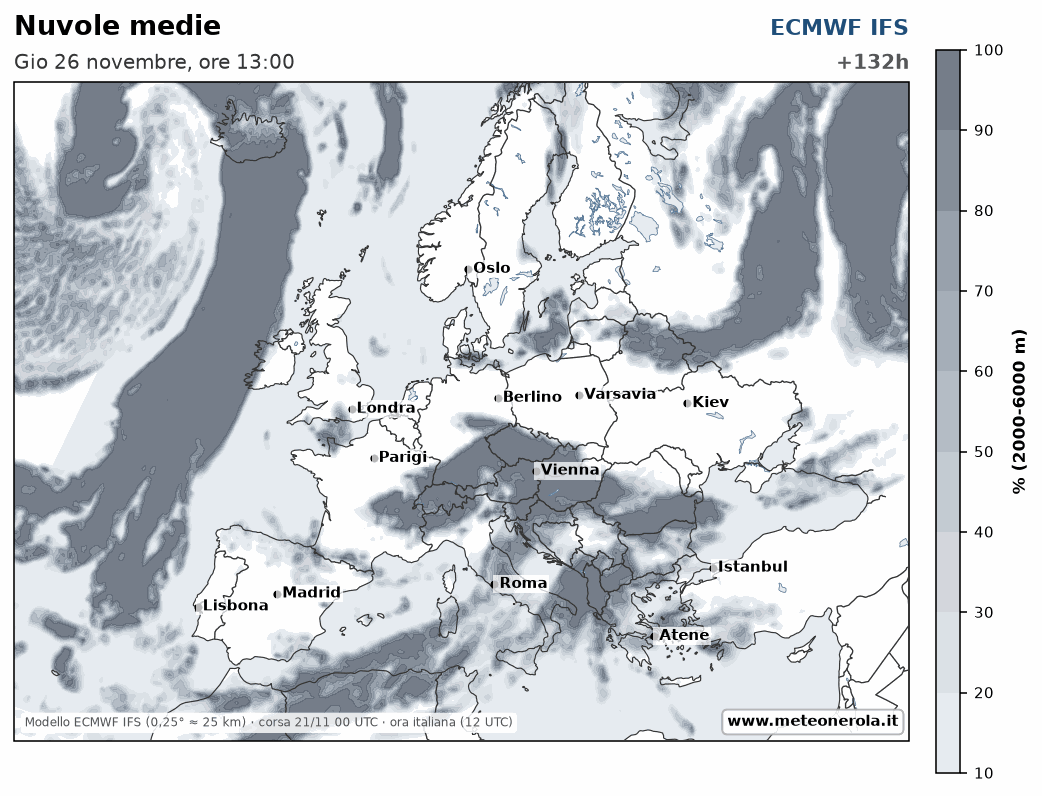 Nuvole medie
ECMWF IFS
Gio 26 novembre, ore 13:00
+132h
Oslo
Londra
Berlino
Varsavia
Kiev
Parigi
Vienna
Istanbul
Roma
Madrid
Lisbona
Atene
Modello ECMWF IFS (0,25° ≈ 25 km) · corsa 21/11 00 UTC · ora italiana (12 UTC)
www.meteonerola.it
100
90
80
70
60
50
40
30
20
10
% (2000-6000 m)